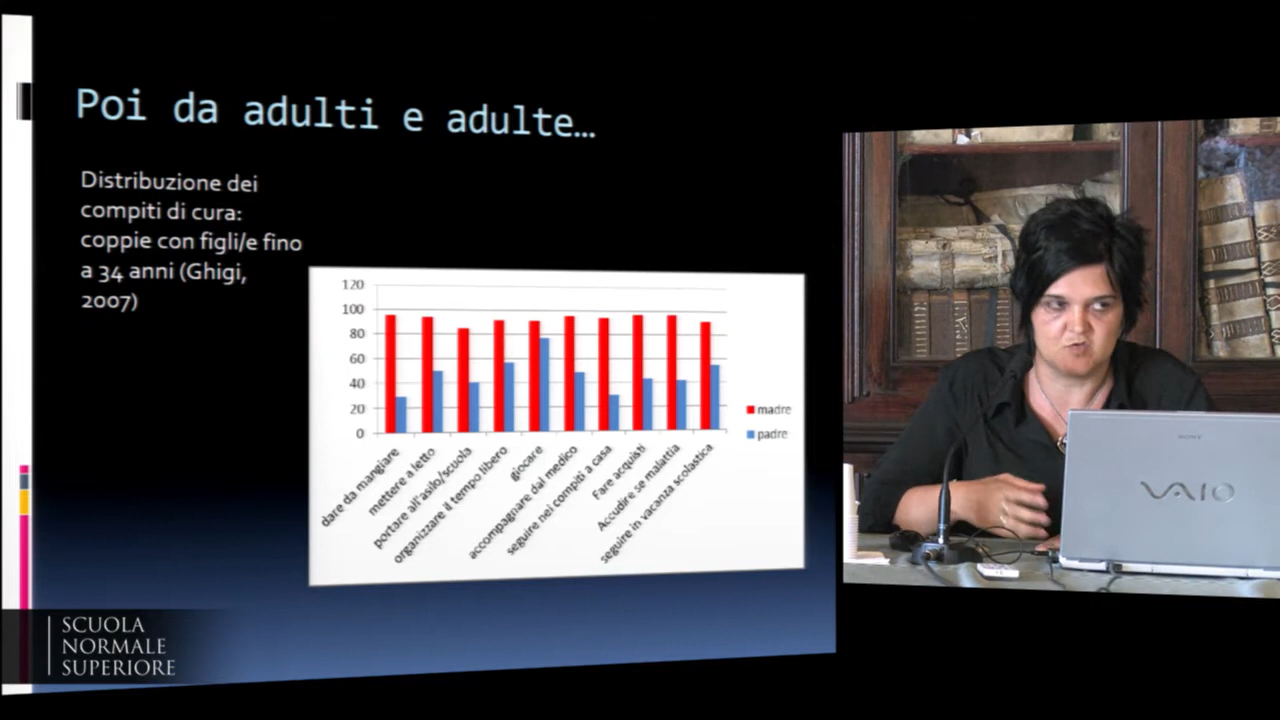 Poi da adulti e adulte…
Distribuzione dei
compiti di cura:
coppie con figli/e fino
a 34 anni (Ghigi,
2007)
120
100
80
60
40
20
0
dare da mangiare
mettere a letto
portare all'asilo/scuola
organizzare il tempo libero
giocare
accompagnare dal medico
seguire nei compiti a casa
Fare acquisti
Accudire se malattia
seguire in vacanza scolastica
madre
padre
SCUOLA
NORMALE
SUPERIORE
SONY
VAIO